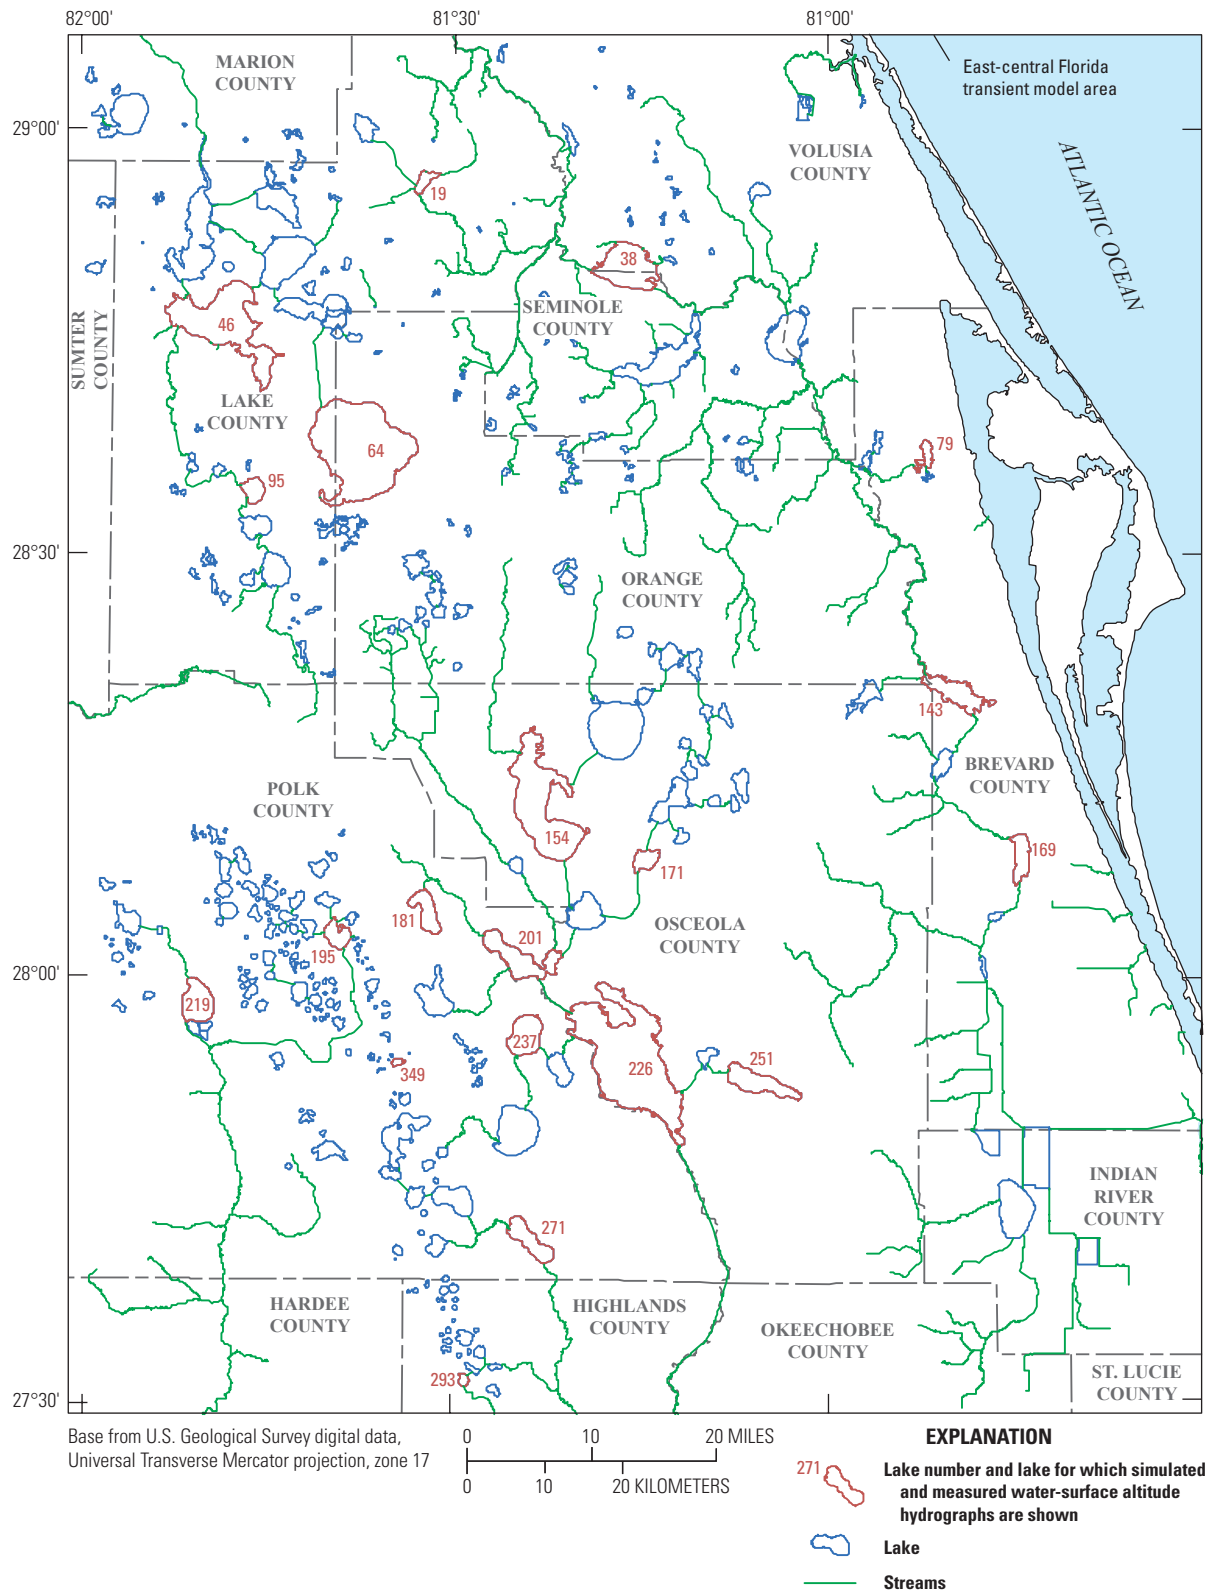 82°00'
81°30'
81°00'
MARION
COUNTY
East-central Florida
transient model area
29°00'
VOLUSIA
COUNTY
ATLANTIC OCEAN
19
38
SEMINOLE
COUNTY
46
SUMTER
COUNTY
LAKE
COUNTY
64
79
95
28°30'
ORANGE
COUNTY
143
BREVARD
COUNTY
POLK
COUNTY
154
169
171
181
201
OSCEOLA
COUNTY
195
28°00'
219
237
226
251
349
INDIAN
RIVER
COUNTY
271
HARDEE
COUNTY
HIGHLANDS
COUNTY
OKEECHOBEE
COUNTY
ST. LUCIE
COUNTY
293
27°30'
Base from U.S. Geological Survey digital data,
Universal Transverse Mercator projection, zone 17
0 10 20 MILES
0 10 20 KILOMETERS
EXPLANATION
271
Lake number and lake for which simulated
and measured water-surface altitude
hydrographs are shown
Lake
Streams